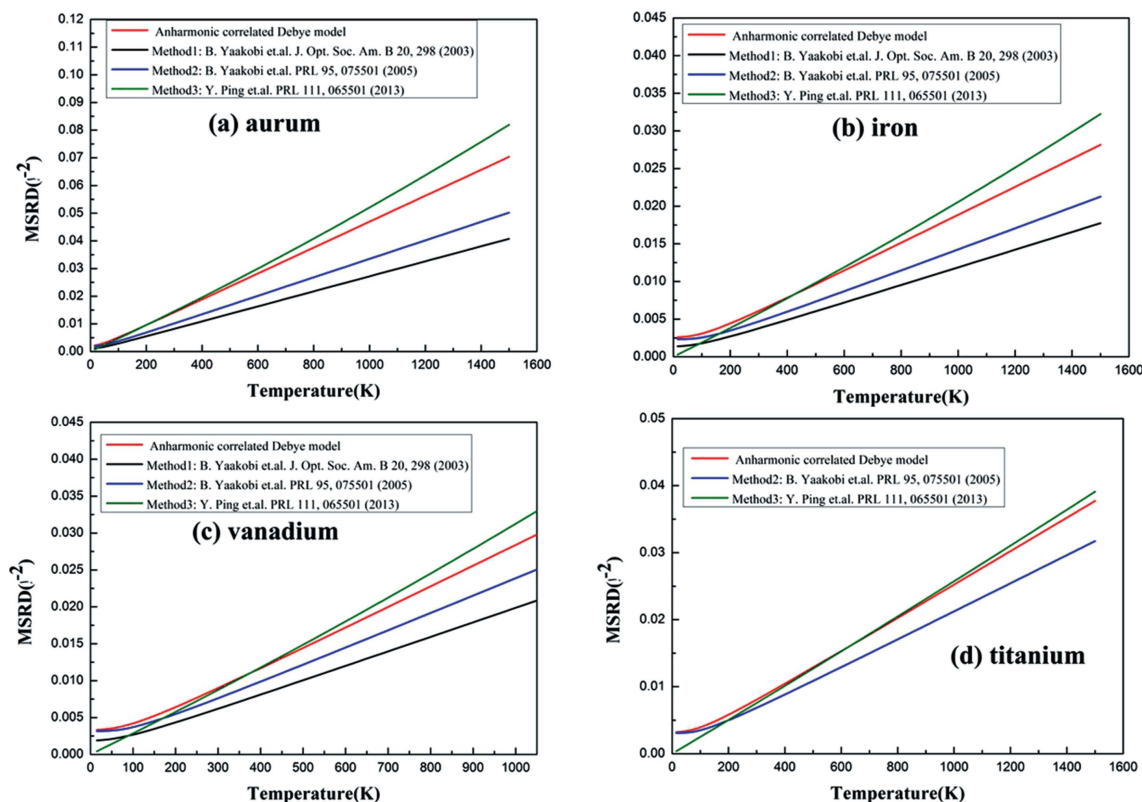 0.12
0.11
0.10
0.09
0.08
0.07
0.06
0.05
0.04
0.03
0.02
0.01
0.00
MSRD(
-2)
Anharmonic correlated Debye model
Method1: B. Yaakobi et.al. J. Opt. Soc. Am. B 20, 298 (2003)
Method2: B. Yaakobi et.al. PRL 95, 075501 (2005)
Method3: Y. Ping et.al. PRL 111, 065501 (2013)
(a) aurum
0 200 400 600 800 1000 1200 1400 1600
Temperature(K)
0.045
0.040
0.035
0.030
0.025
0.020
0.015
0.010
0.005
0.000
MSRD(
-2)
Anharmonic correlated Debye model
Method1: B. Yaakobi et.al. J. Opt. Soc. Am. B 20, 298 (2003)
Method2: B. Yaakobi et.al. PRL 95, 075501 (2005)
Method3: Y. Ping et.al. PRL 111, 065501 (2013)
(b) iron
0 200 400 600 800 1000 1200 1400 1600
Temperature(K)
0.045
0.040
0.035
0.030
0.025
0.020
0.015
0.010
0.005
0.000
MSRD(
-2)
Anharmonic correlated Debye model
Method1: B. Yaakobi et.al. J. Opt. Soc. Am. B 20, 298 (2003)
Method2: B. Yaakobi et.al. PRL 95, 075501 (2005)
Method3: Y. Ping et.al. PRL 111, 065501 (2013)
(c) vanadium
0 100 200 300 400 500 600 700 800 900 1000
Temperature(K)
0.05
0.04
0.03
0.02
0.01
0.00
MSRD(
-2)
Anharmonic correlated Debye model
Method2: B. Yaakobi et.al. PRL 95, 075501 (2005)
Method3: Y. Ping et.al. PRL 111, 065501 (2013)
(d) titanium
0 200 400 600 800 1000 1200 1400 1600
Temperature(K)